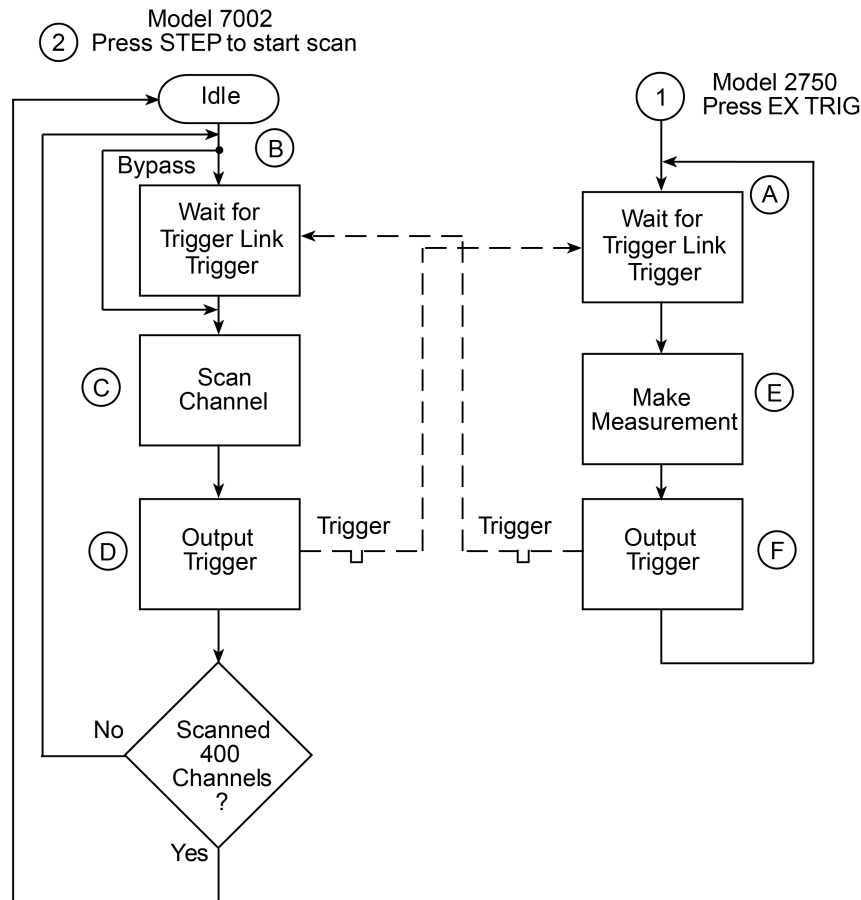 Model 7002
2 Press STEP to start scan
Idle
B
Bypass
Wait for
Trigger Link
Trigger
C
Scan
Channel
D
Output
Trigger
Trigger
Trigger
No
Scanned
400
Channels
?
Yes
1
Model 2750
Press EX TRIG
A
Wait for
Trigger Link
Trigger
E
Make
Measurement
F
Output
Trigger